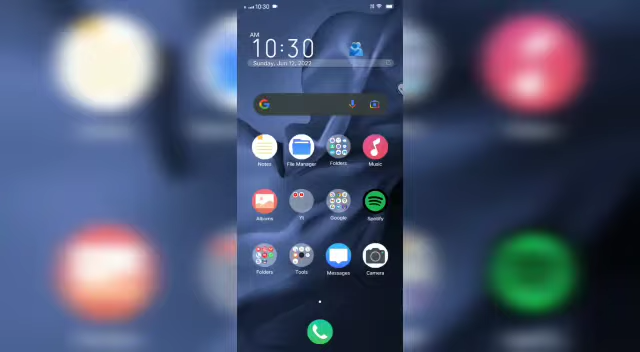 10:30
AM
10:30
Sunday, Jun 12, 2022
Notes File Manager Folders Music
Albums Yt Google Spotify
Folders Tools Messages Camera